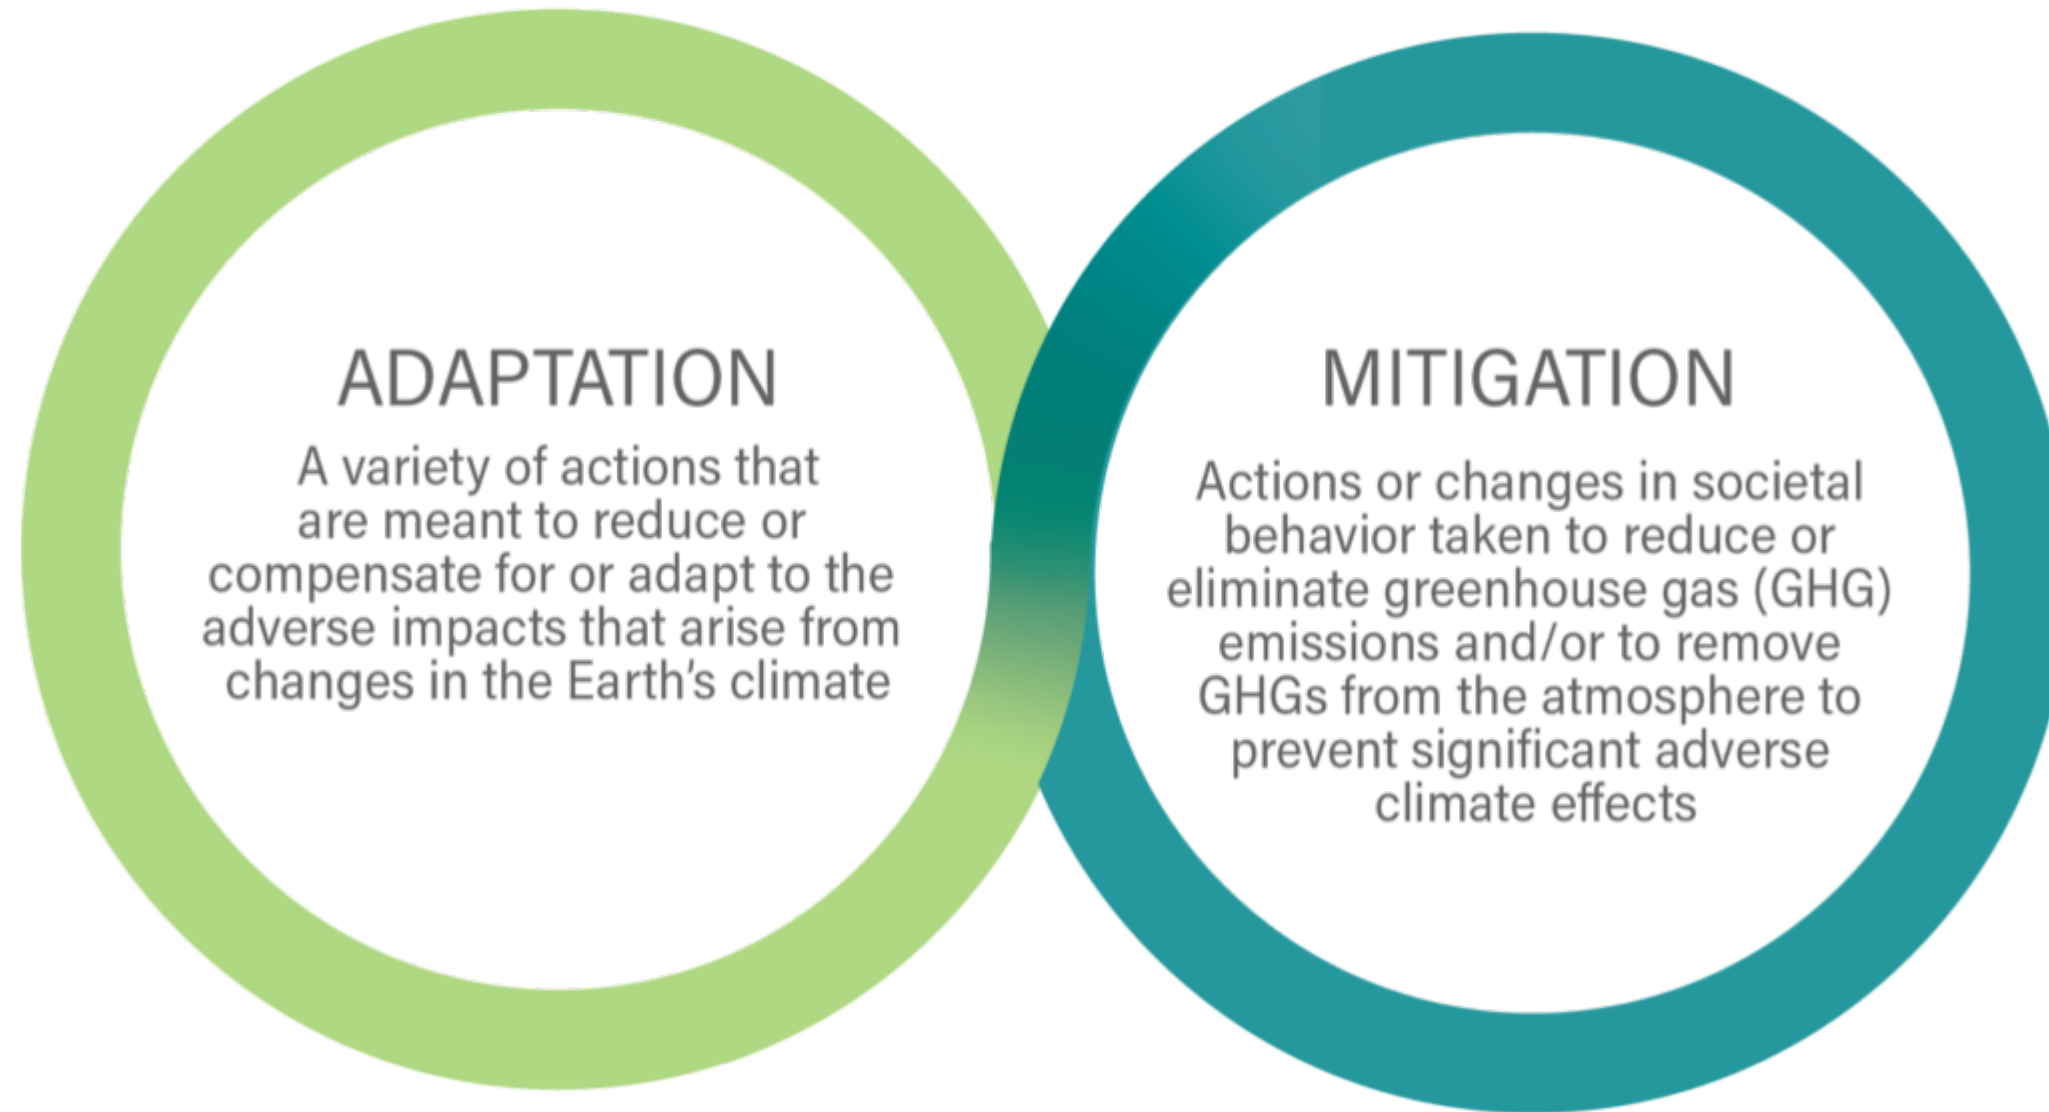 ADAPTATION
A variety of actions that
are meant to reduce or
compensate for or adapt to the
adverse impacts that arise from
changes in the Earth's climate
MITIGATION
Actions or changes in societal
behavior taken to reduce or
eliminate greenhouse gas (GHG)
emissions and/or to remove
GHGs from the atmosphere to
prevent significant adverse
climate effects